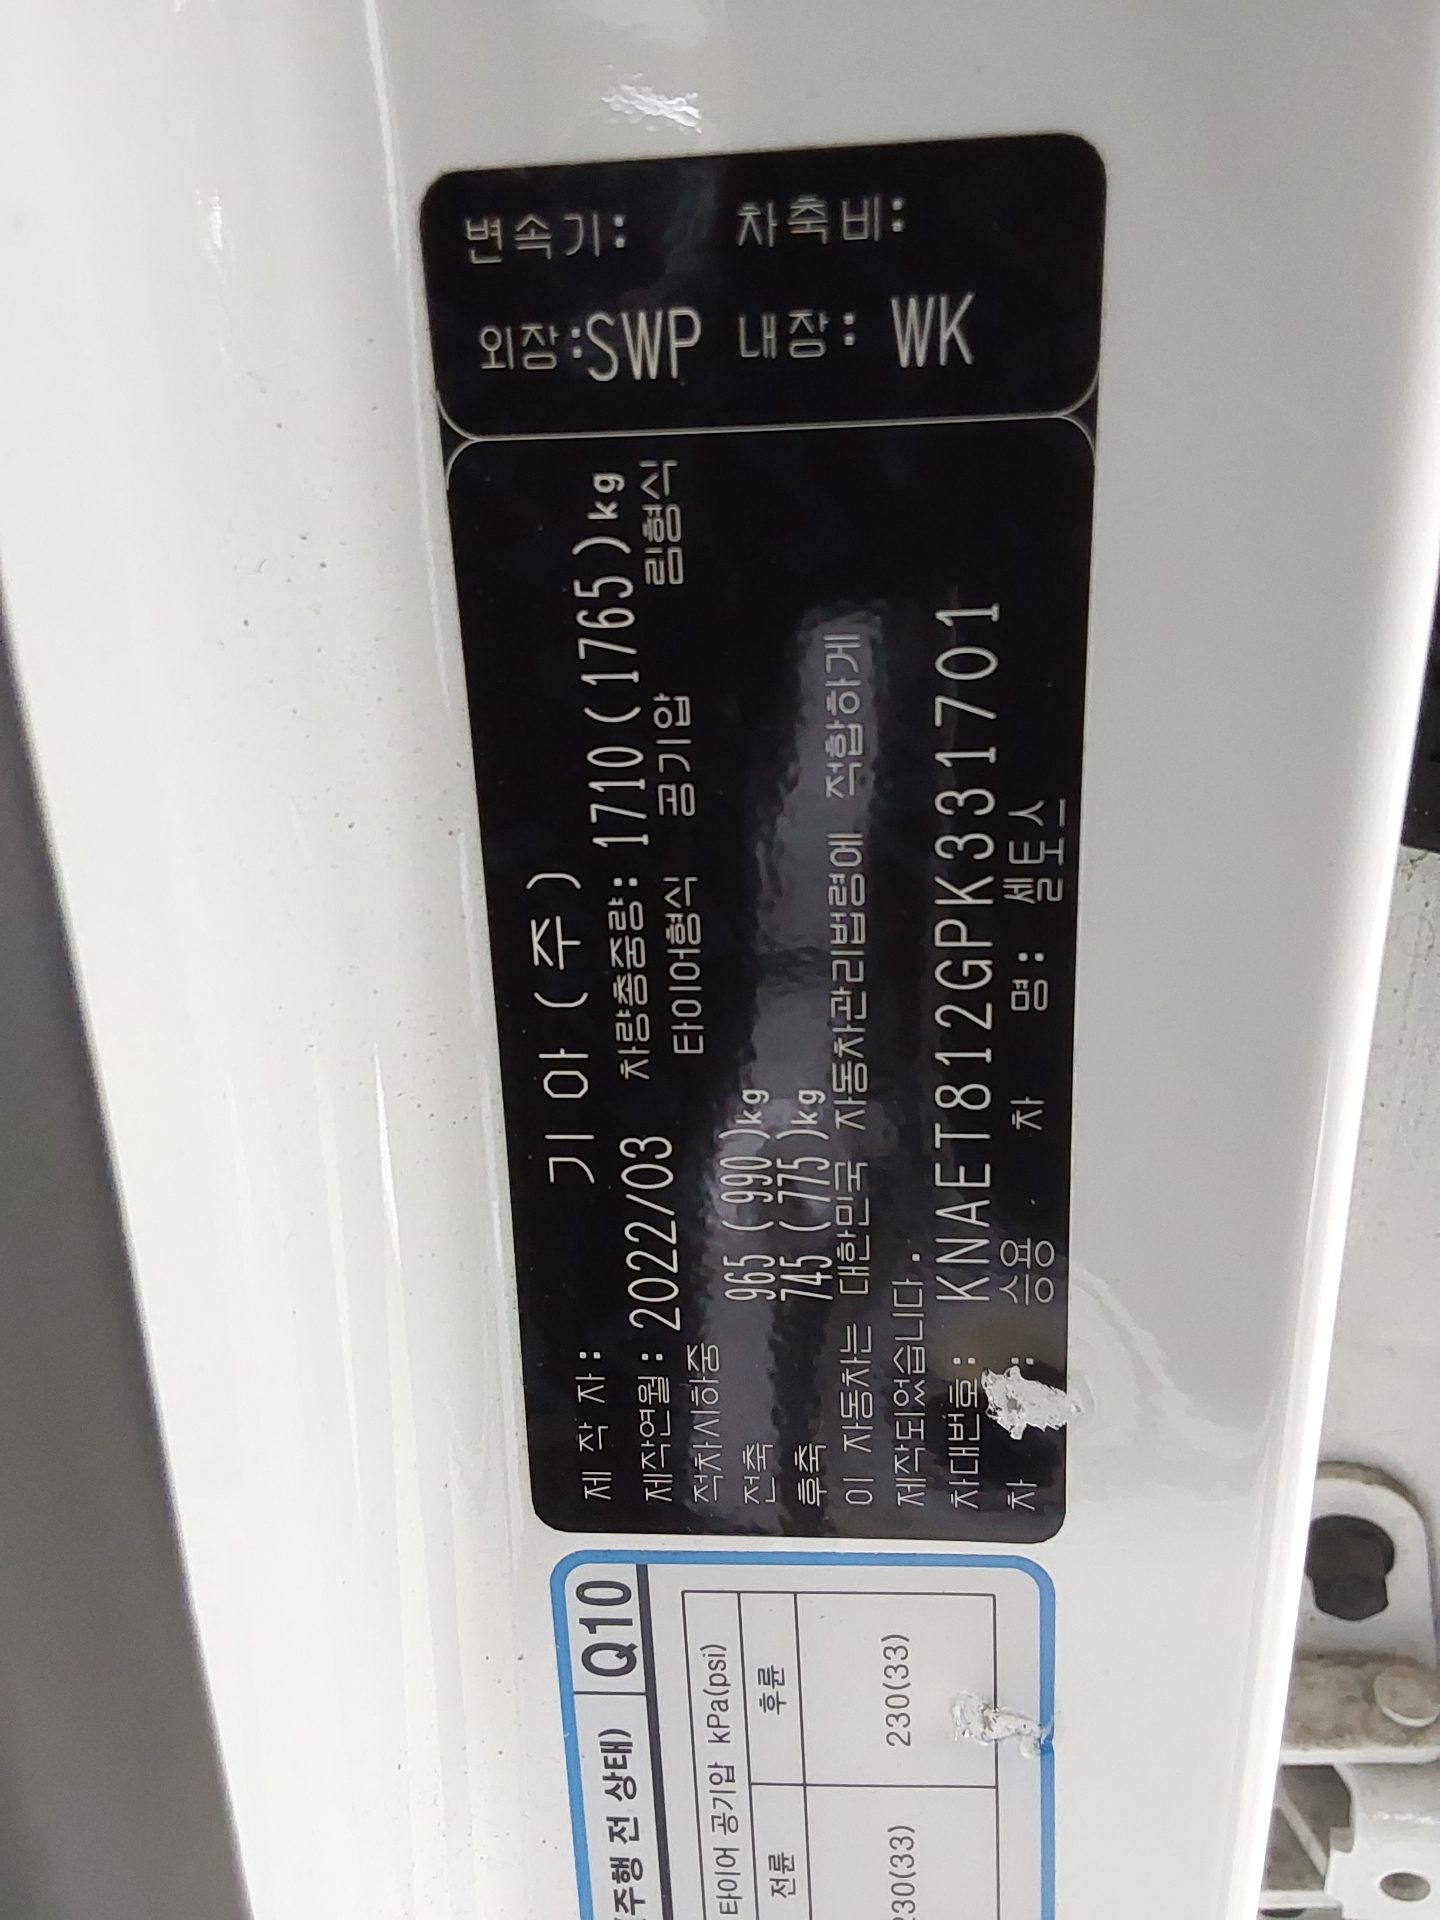 변속기: 차축비:
외장:SWP 내장: WK
제 작 자: 기아(주)
제작연월: 2022/03 차량총중량: 1710(1765)kg
적차시하중 타이어형식 공기압 림형식
전축 965(990)kg
후축 745(775)kg
이 자동차는 대한민국 자동차관리법령에 적합하게
제작되었습니다.
차대번호: KNAET812GPK331701
차 : 승용 차 명: 셀토스
주행 전 상태) Q10
타이어 공기압 kPa(psi)
전륜 후륜
230(33) 230(33)